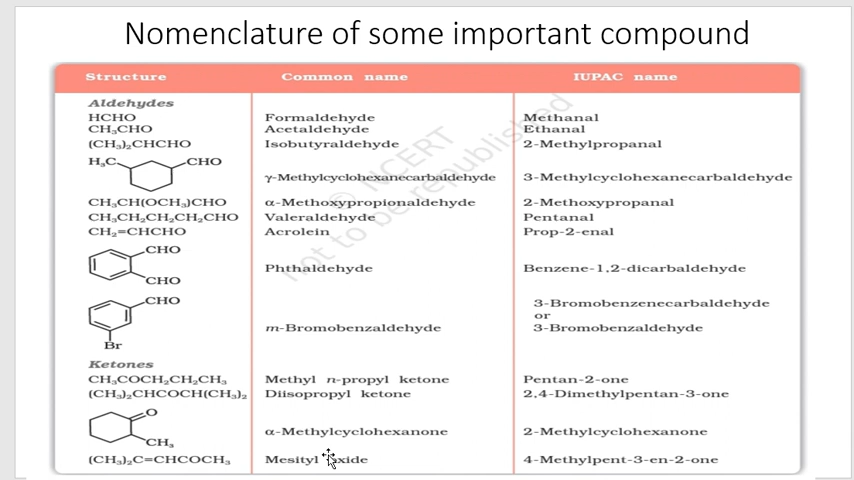 Nomenclature of some important compound
Structure Common name IUPAC name
Aldehydes
HCHO Formaldehyde Methanal
CH₃CHO Acetaldehyde Ethanal
(CH₃)₂CHCHO Isobutyraldehyde 2-Methylpropanal
H₃C CHO
γ-Methylcyclohexanecarbaldehyde 3-Methylcyclohexanecarbaldehyde
CH₃CH(OCH₃)CHO α-Methoxypropionaldehyde 2-Methoxypropanal
CH₃CH₂CH₂CH₂CHO Valeraldehyde Pentanal
CH₂=CHCHO Acrolein Prop-2-enal
CHO
Phthaldehyde Benzene-1,2-dicarbaldehyde
CHO
CHO
3-Bromobenzenecarbaldehyde
or
m-Bromobenzaldehyde 3-Bromobenzaldehyde
Br
Ketones
CH₃COCH₂CH₂CH₃ Methyl n-propyl ketone Pentan-2-one
(CH₃)₂CHCOCH(CH₃)₂ Diisopropyl ketone 2,4-Dimethylpentan-3-one
O
α-Methylcyclohexanone 2-Methylcyclohexanone
CH₃
(CH₃)₂C=CHCOCH₃ Mesityl oxide 4-Methylpent-3-en-2-one
© NCERT
not to be republished